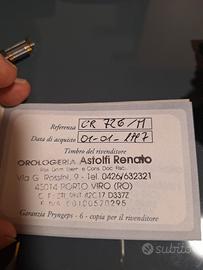 Referenza CR 726/M
Data di acquisto 01-01-1997
Timbro del rivenditore
OROLOGERIA Astolfi Renato
Via G. Rossini, 9 - Tel. 0426/632321
45014 PORTO VIRO (RO)
Garanzia Pryngeps - 6 - copia per il rivenditore
subito